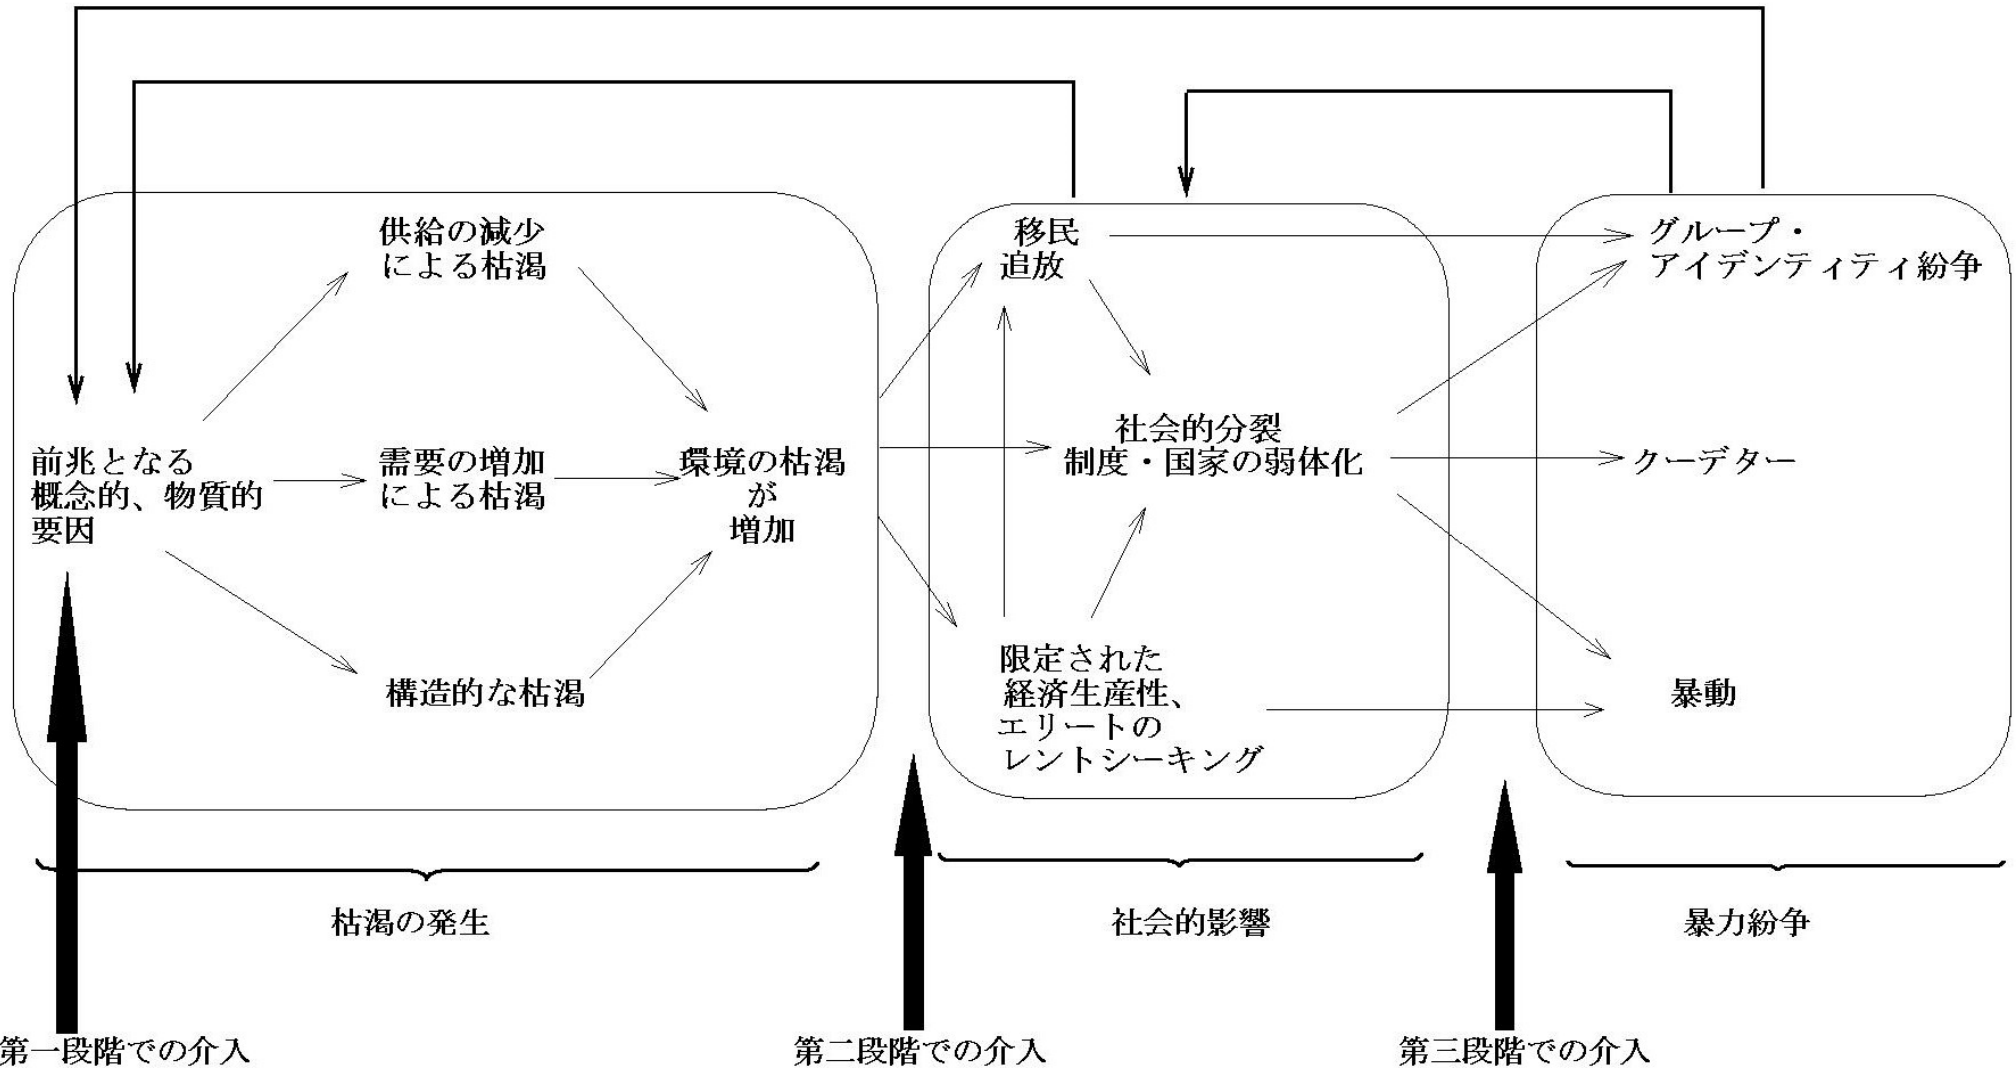 供給の減少
による枯渇
前兆となる
概念的、物質的
要因
需要の増加
による枯渇
環境の枯渇
が
増加
構造的な枯渇
移民
追放
社会的分裂
制度・国家の弱体化
限定された
経済生産性、
エリートの
レントシーキング
グループ・
アイデンティティ紛争
クーデター
暴動
枯渇の発生
社会的影響
暴力紛争
第一段階での介入
第二段階での介入
第三段階での介入